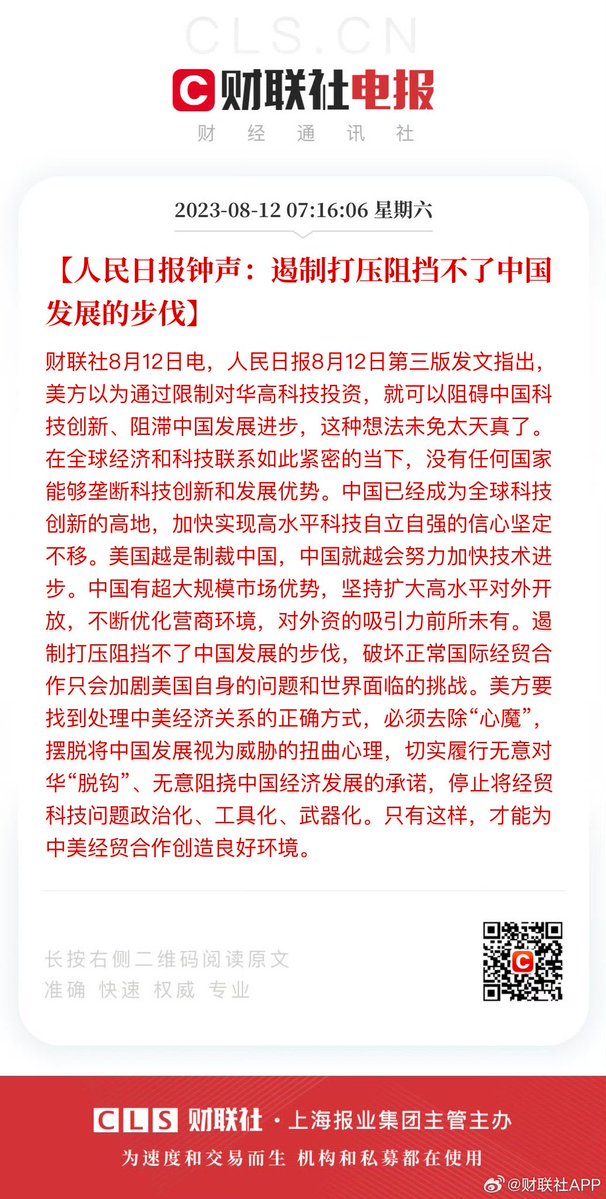 CLS.CN
C 财联社电报
财经通讯社
2023-08-12 07:16:06 星期六
【人民日报钟声：遏制打压阻挡不了中国
发展的步伐】
财联社8月12日电，人民日报8月12日第三版发文指出，
美方以为通过限制对华高科技投资，就可以阻碍中国科
技创新、阻滞中国发展进步，这种想法未免太天真了。
在全球经济和科技联系如此紧密的当下，没有任何国家
能够垄断科技创新和发展优势。中国已经成为全球科技
创新的高地，加快实现高水平科技自立自强的信心坚定
不移。美国越是制裁中国，中国就越会努力加快技术进
步。中国有超大规模市场优势，坚持扩大高水平对外开
放，不断优化营商环境，对外资的吸引力前所未有。遏
制打压阻挡不了中国发展的步伐，破坏正常国际经贸合
作只会加剧美国自身的问题和世界面临的挑战。美方要
找到处理中美经济关系的正确方式，必须去除“心魔”，
摆脱将中国发展视为威胁的扭曲心理，切实履行无意对
华“脱钩”、无意阻挠中国经济发展的承诺，停止将经贸
科技问题政治化、工具化、武器化。只有这样，才能为
中美经贸合作创造良好环境。
长按右侧二维码阅读原文
准确 快速 权威 专业
C
CLS 财联社·上海报业集团主管主办
为速度和交易而生 机构和私募都在使用
@财联社APP